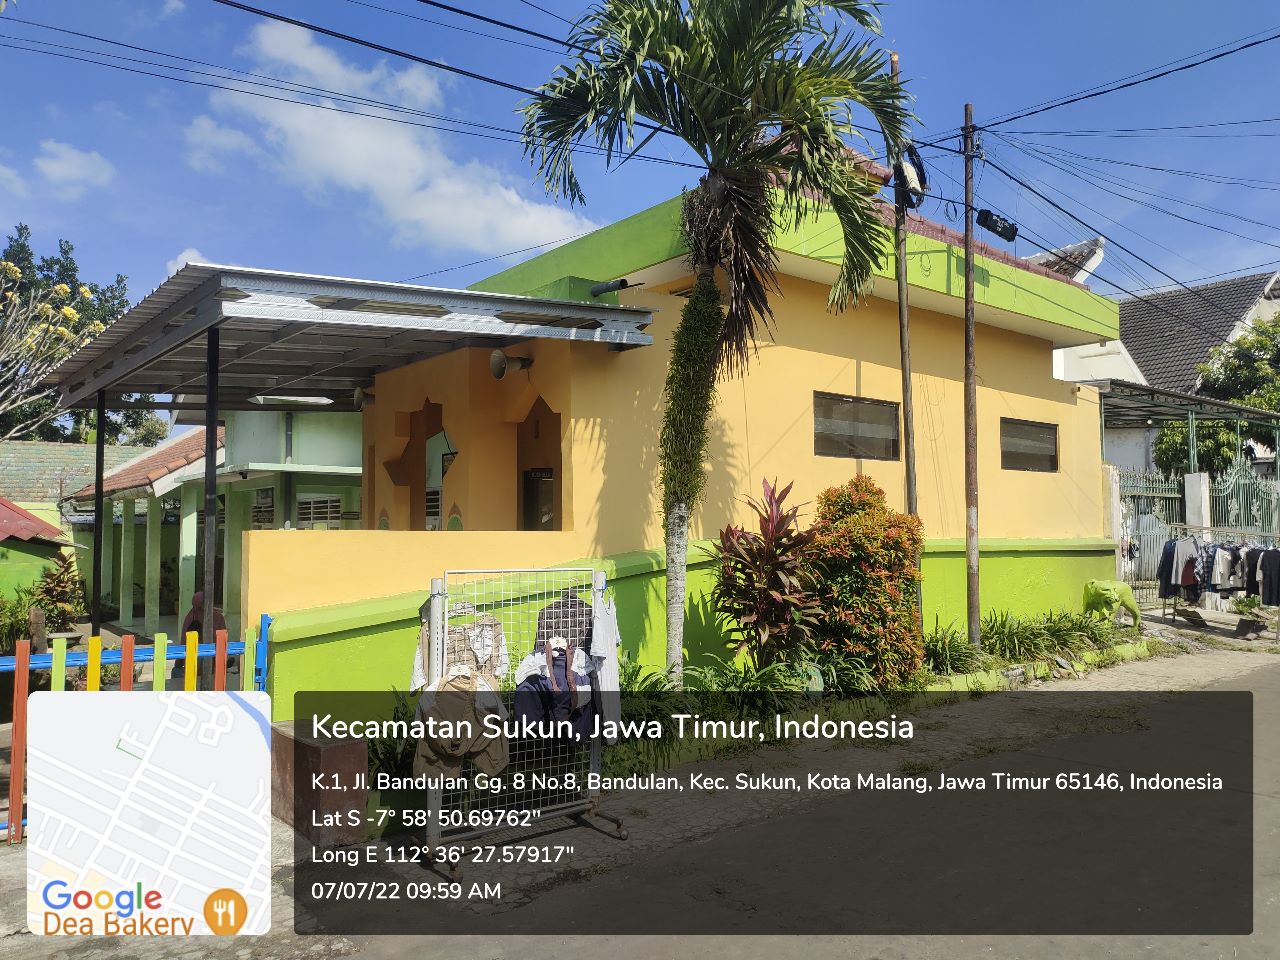 Kecamatan Sukun, Jawa Timur, Indonesia
K.1, Jl. Bandulan Gg. 8 No.8, Bandulan, Kec. Sukun, Kota Malang, Jawa Timur 65146, Indonesia
Lat S -7° 58' 50.69762"
Long E 112° 36' 27.57917"
07/07/22 09:59 AM
Google
Dea Bakery